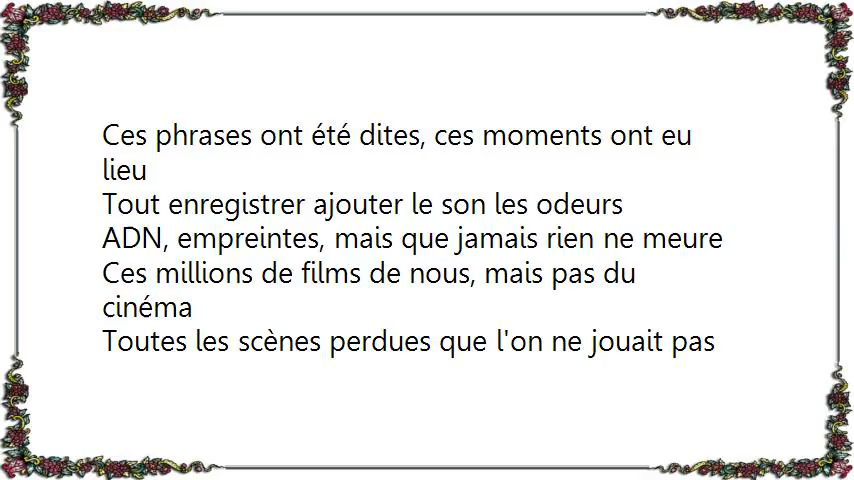 Ces phrases ont été dites, ces moments ont eu
lieu
Tout enregistrer ajouter le son les odeurs
ADN, empreintes, mais que jamais rien ne meure
Ces millions de films de nous, mais pas du
cinéma
Toutes les scènes perdues que l'on ne jouait pas